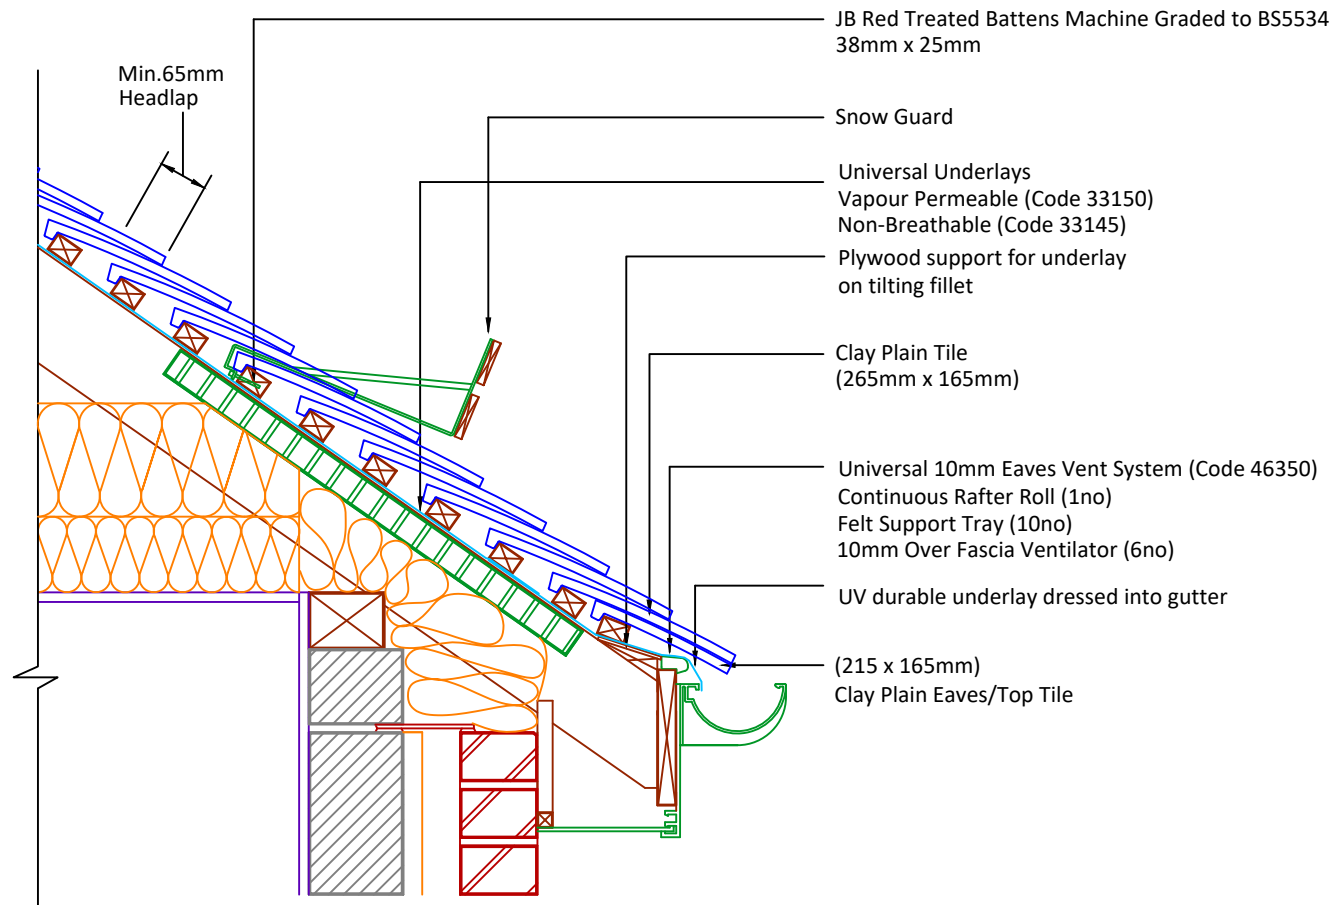 JB Red Treated Battens Machine Graded to BS5534
38mm x 25mm
Min.65mm
Headlap
Snow Guard
Universal Underlays
Vapour Permeable (Code 33150)
Non-Breathable (Code 33145)
Plywood support for underlay
on tilting fillet
Clay Plain Tile
(265mm x 165mm)
Universal 10mm Eaves Vent System (Code 46350)
Continuous Rafter Roll (1no)
Felt Support Tray (10no)
10mm Over Fascia Ventilator (6no)
UV durable underlay dressed into gutter
(215 x 165mm)
Clay Plain Eaves/Top Tile